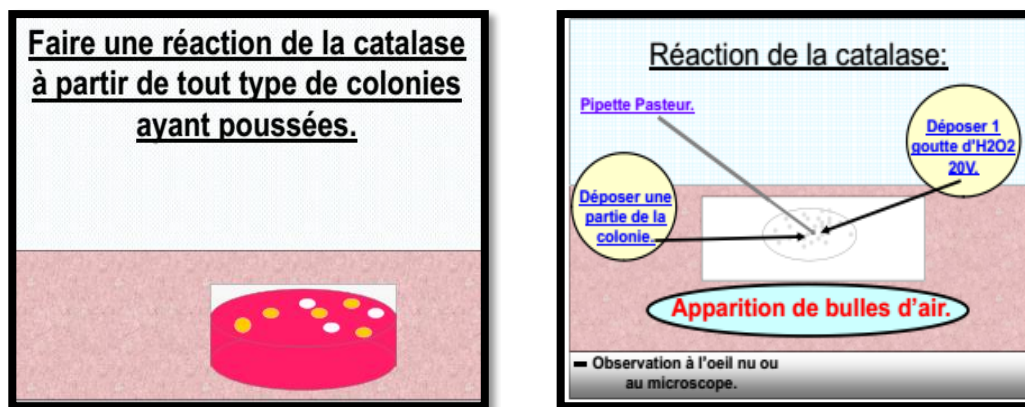 Faire une réaction de la catalase
à partir de tout type de colonies
ayant poussées.
Réaction de la catalase:
Pipette Pasteur.
Déposer 1
goutte d'H2O2
20V.
Déposer une
partie de la
colonie.
Apparition de bulles d'air.
– Observation à l'oeil nu ou
au microscope.